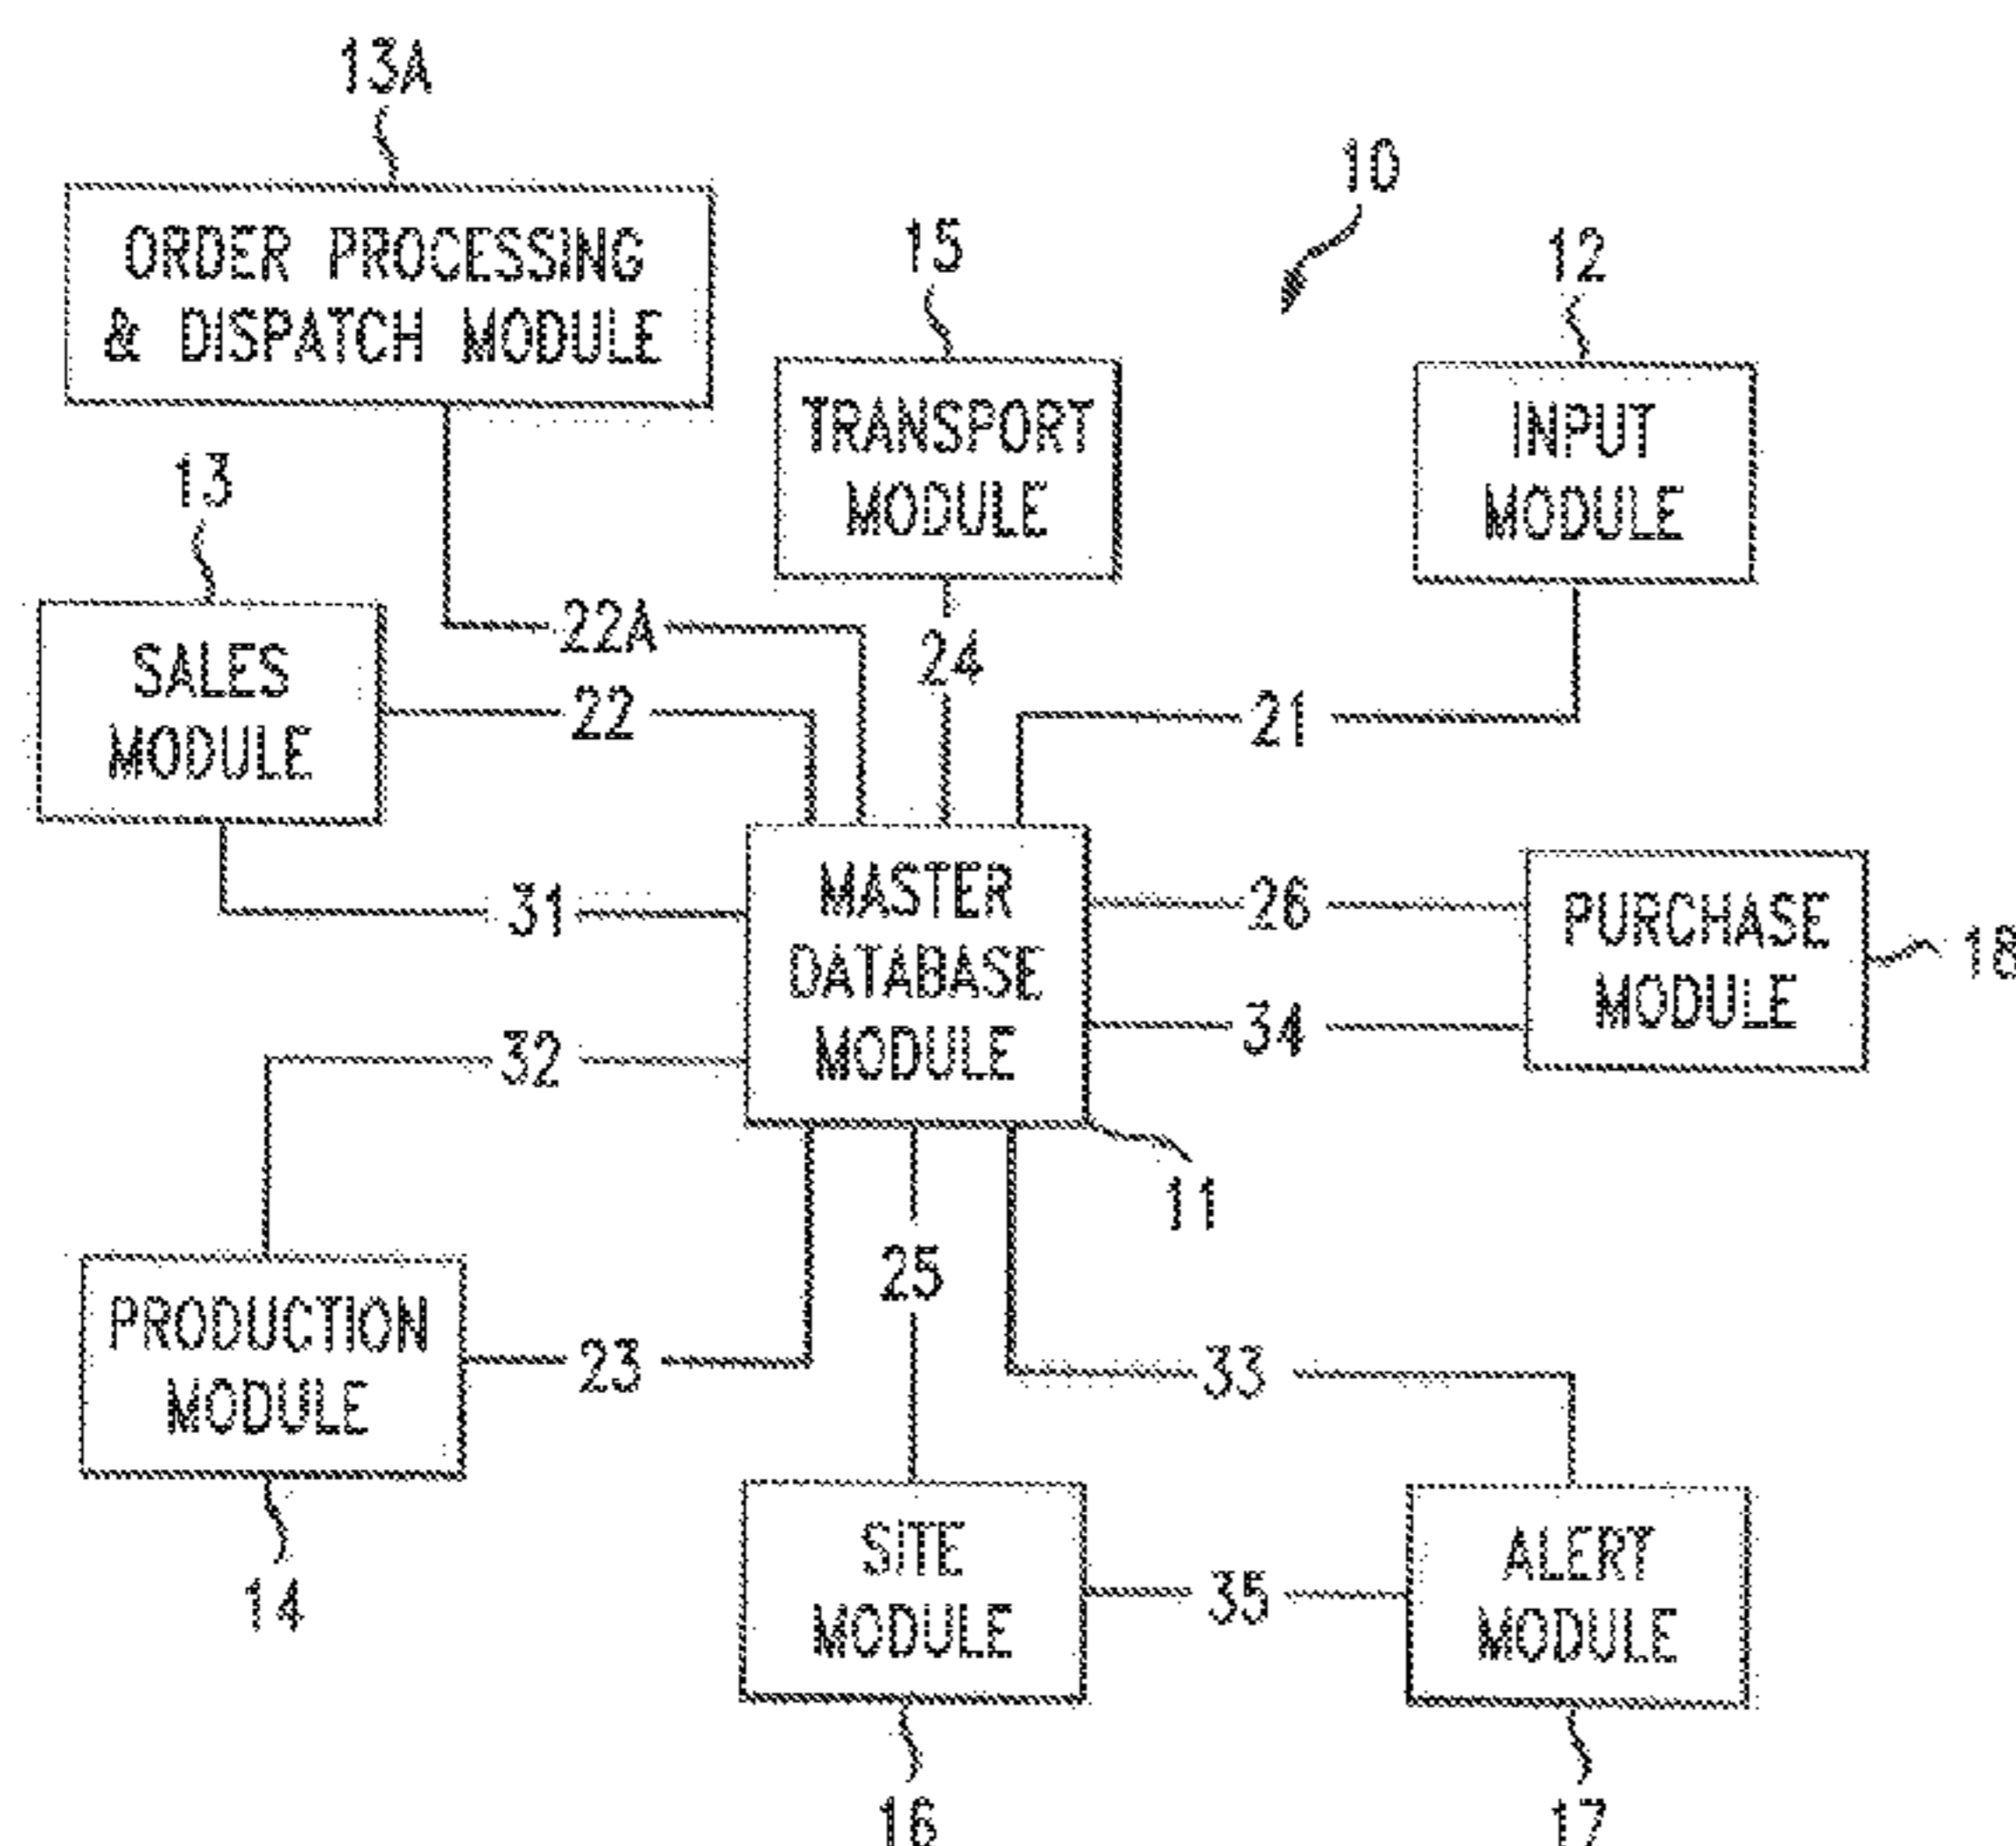 13A
10
ORDER PROCESSING
& DISPATCH MODULE
15
12
TRANSPORT
MODULE
INPUT
MODULE
13
SALES
MODULE
22A
24
22
21
MASTER
DATABASE
MODULE
31
26
PURCHASE
MODULE
18
32
34
11
25
PRODUCTION
MODULE
23
33
14
SITE
MODULE
35
ALERT
MODULE
16
17